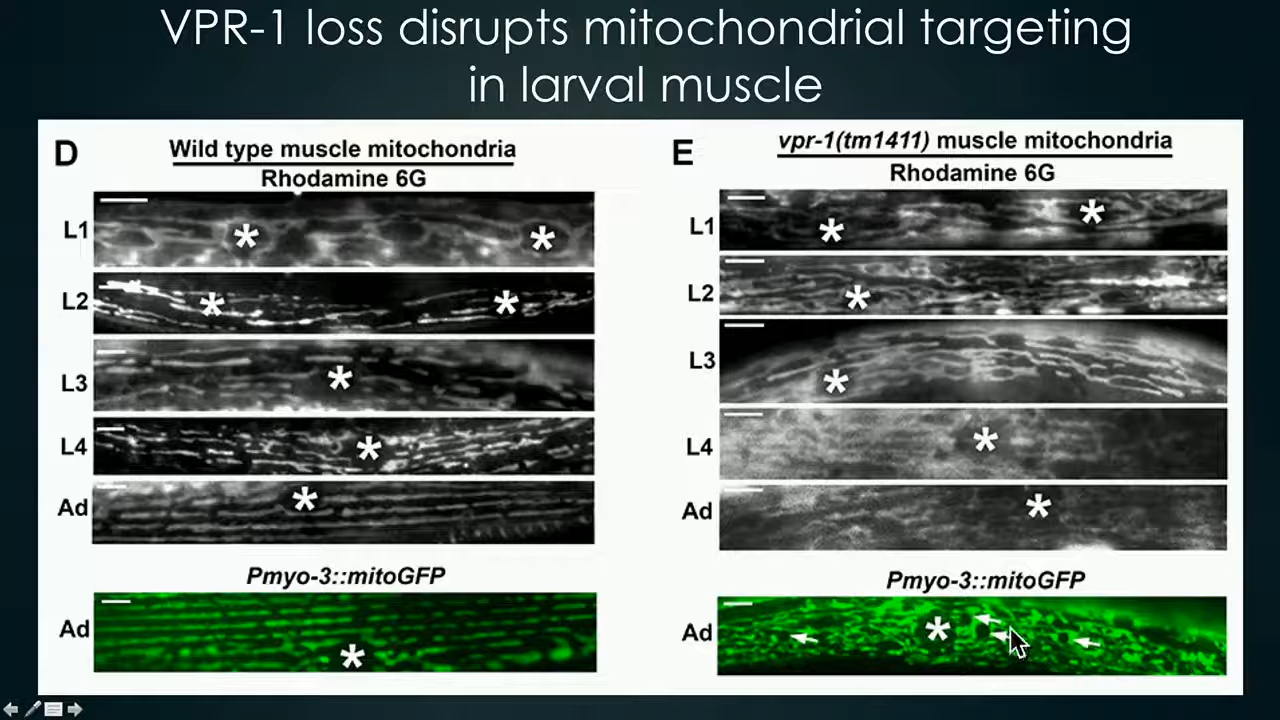 VPR-1 loss disrupts mitochondrial targeting
in larval muscle
D
Wild type muscle mitochondria
Rhodamine 6G
L1
*
*
L2
*
*
L3
*
L4
*
Ad
*
Pmyo-3::mitoGFP
Ad
*
E
vpr-1(tm1411) muscle mitochondria
Rhodamine 6G
L1
*
*
L2
*
L3
*
L4
*
Ad
*
Pmyo-3::mitoGFP
Ad
*